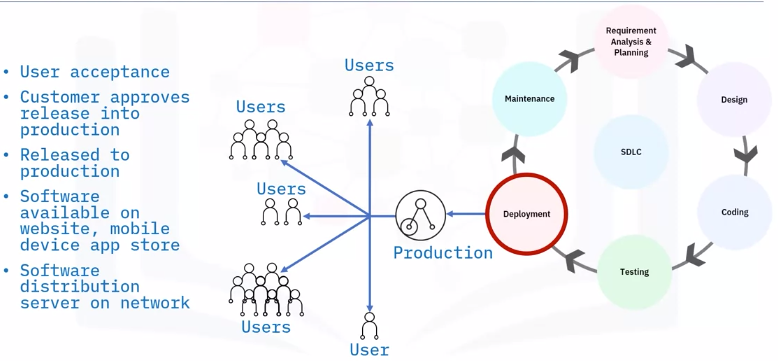 • User acceptance
• Customer approves
release into
production
• Released to
production
• Software
available on
website, mobile
device app store
• Software
distribution
server on network
Users
Users
Users
Users
User
Production
Requirement
Analysis &
Planning
Design
Coding
Testing
Deployment
Maintenance
SDLC